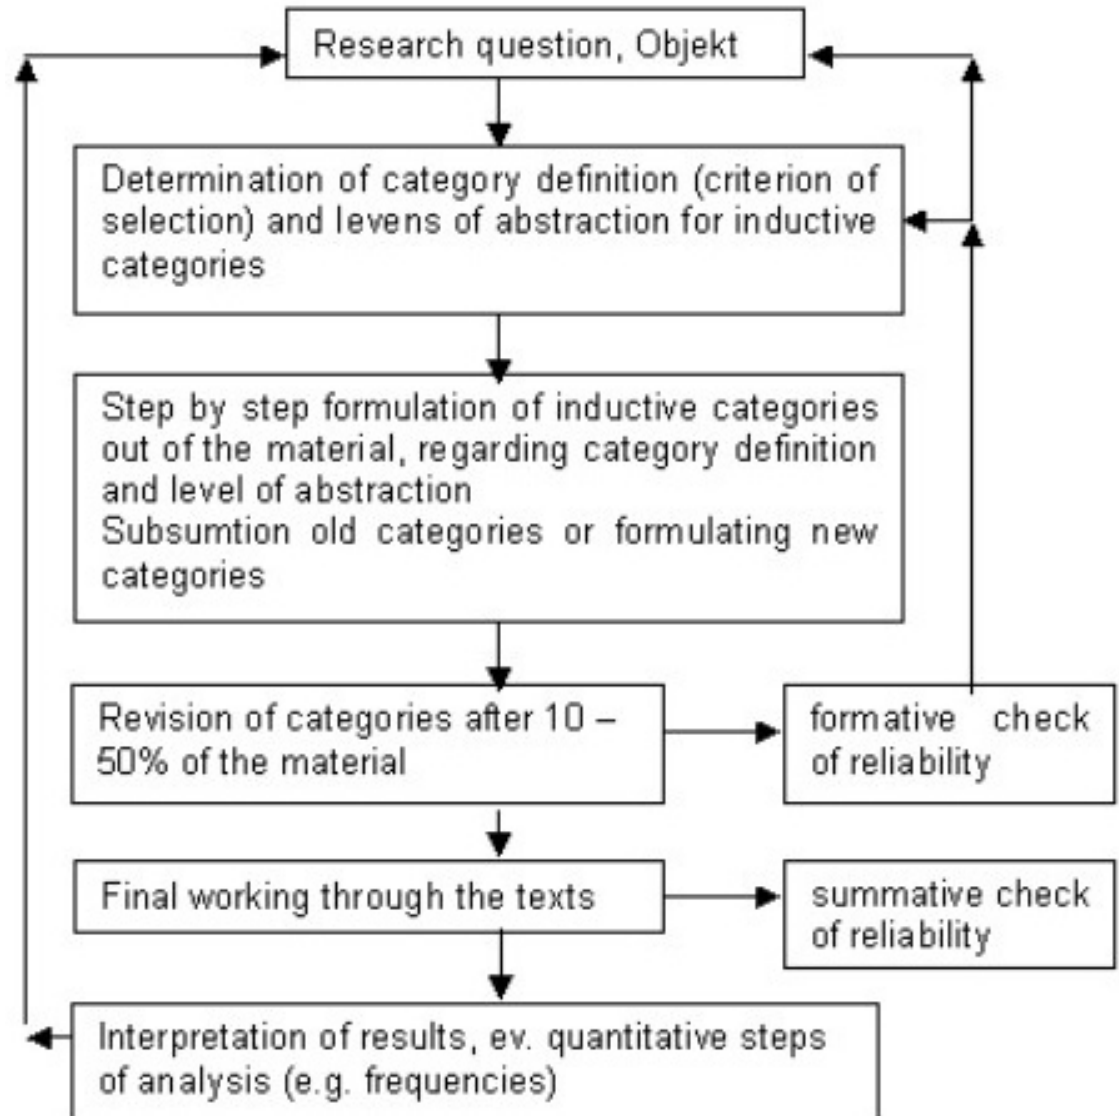 Research question, Objekt
Determination of category definition (criterion of
selection) and levens of abstraction for inductive
categories
Step by step formulation of inductive categories
out of the material, regarding category definition
and level of abstraction
Subsumtion old categories or formulating new
categories
Revision of categories after 10 –
50% of the material
formative check
of reliability
Final working through the texts
summative check
of reliability
Interpretation of results, ev. quantitative steps
of analysis (e.g. frequencies)